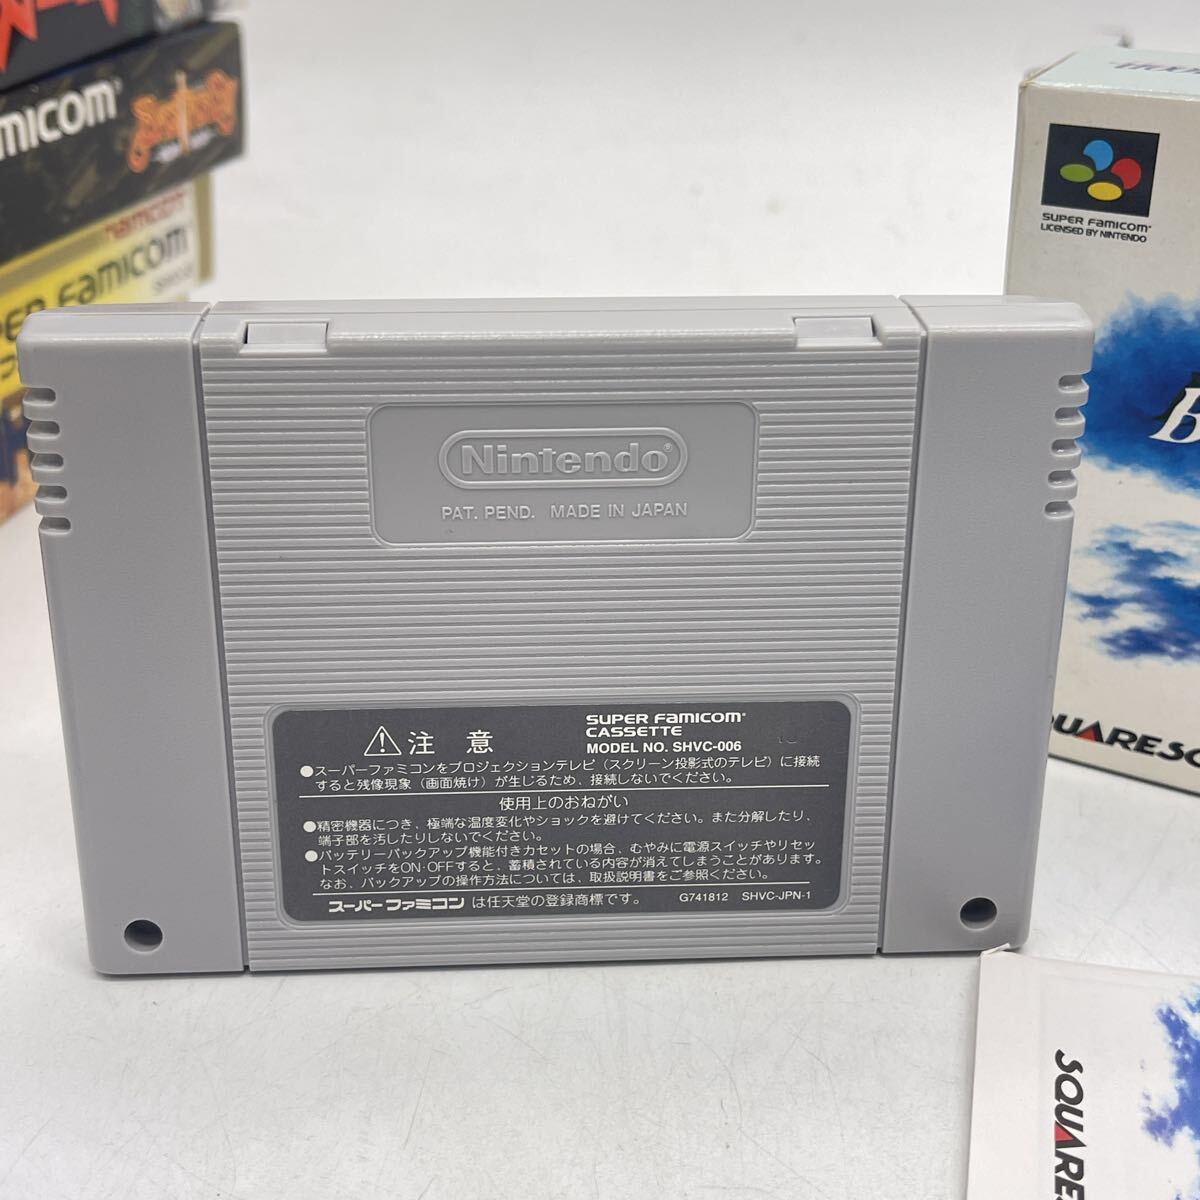 FAMICOM
namcom
SUPER FAMICOM
SUPER FAMICOM
LICENSED BY NINTENDO
B
Nintendo®
PAT. PEND. MADE IN JAPAN
⚠注 意
SUPER FAMICOM®
CASSETTE
MODEL NO. SHVC-006
●スーパーファミコンをプロジェクションテレビ(スクリーン投影式のテレビ)に接続
すると残像現象(画面焼け)が生じるため、接続しないでください。
使用上のおねがい
●精密機器につき、極端な温度変化やショックを避けてください。また分解したり、
端子部を汚したりしないでください。
●バッテリーバックアップ機能付きカセットの場合、むやみに電源スイッチやリセッ
トスイッチをON·OFFすると、蓄積されている内容が消えてしまうことがあります。
なお、バックアップの操作方法については、取扱説明書をご参照ください。
スーパーファミコンは任天堂の登録商標です。 G741812 SHVC-JPN-1
SQUARESO
SQUARES